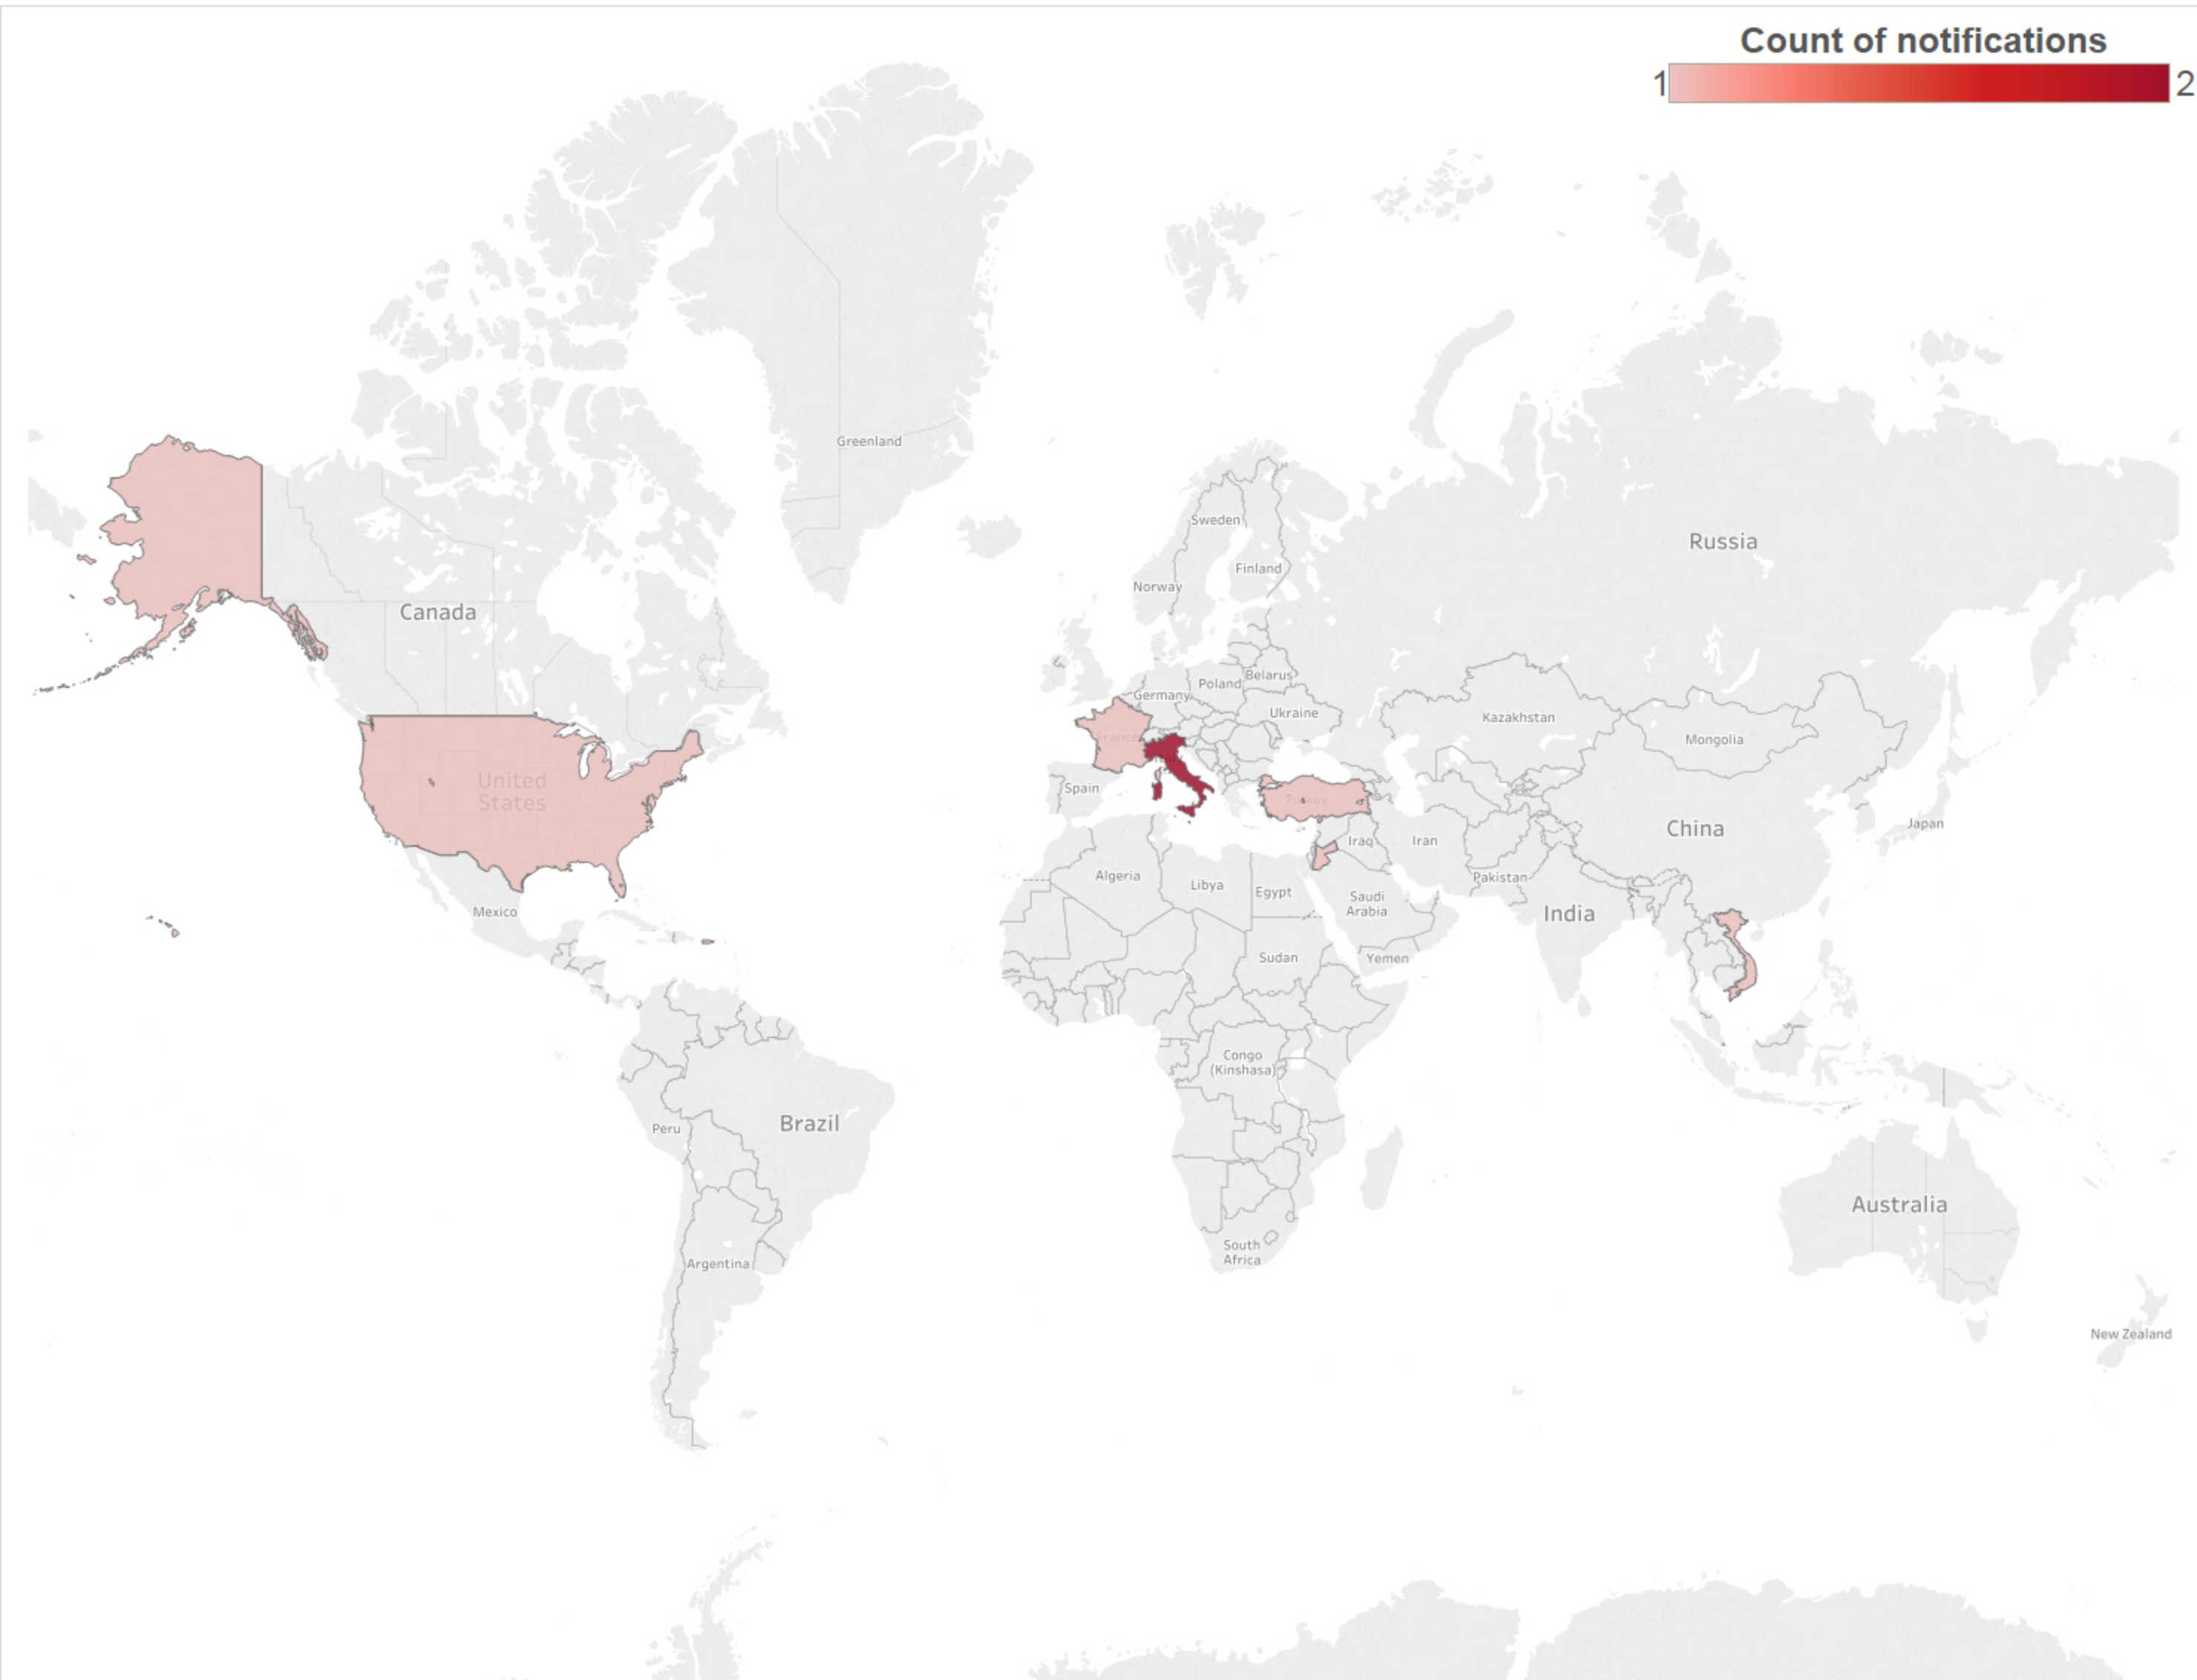 Count of notifications
1
2
Greenland
Sweden
Russia
Finland
Norway
Canada
Belarus
Poland
Germany
Ukraine
Kazakhstan
France
Mongolia
United
States
Spain
Turkey
Japan
China
Iraq
Iran
Algeria
Pakistan
Libya
Egypt
Saudi
Arabia
Mexico
India
Sudan
Yemen
Congo
(Kinshasa)
Brazil
Peru
Australia
South
Africa
Argentina
New Zealand